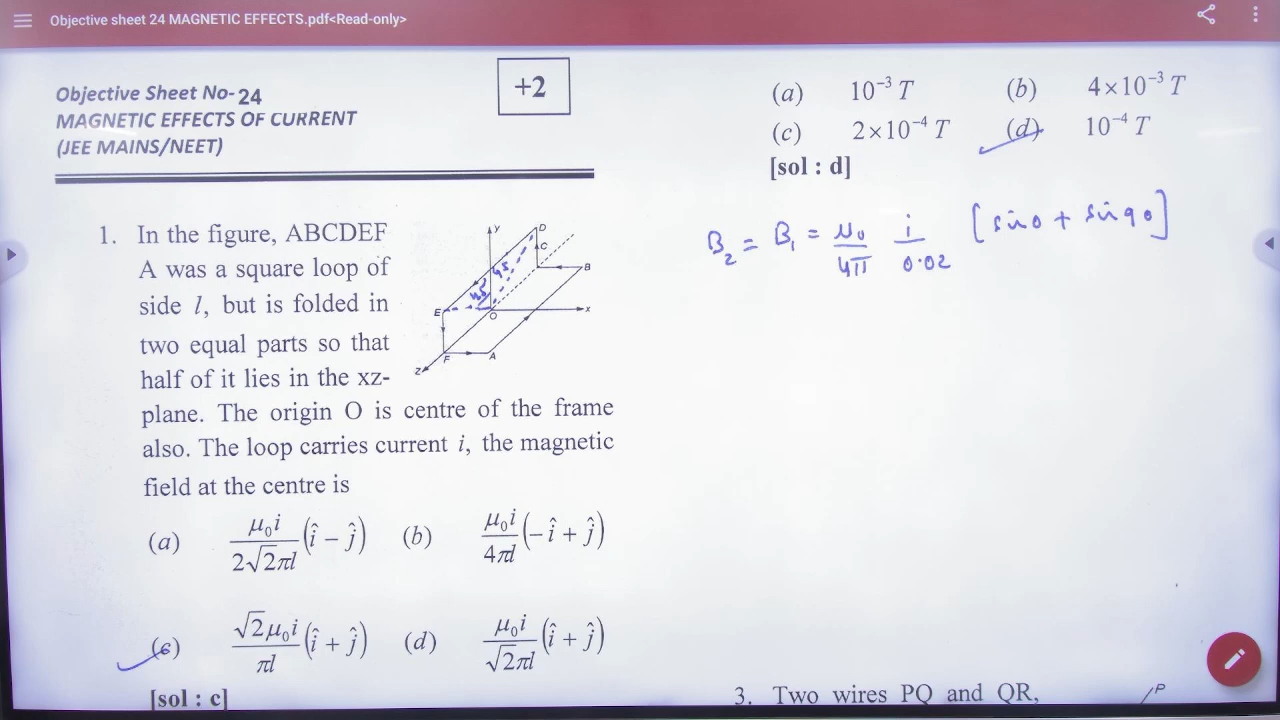 Objective sheet 24 MAGNETIC EFFECTS.pdf<Read-only>
Objective Sheet No-24
MAGNETIC EFFECTS OF CURRENT
(JEE MAINS/NEET)
+2
1. In the figure, ABCDEF
A was a square loop of
side l, but is folded in
two equal parts so that
half of it lies in the xz-
plane. The origin O is centre of the frame
also. The loop carries current i, the magnetic
field at the centre is
y
D
C
B
45
45
E
O
x
F
A
z
(a) μ₀i/2√2πl (î − ĵ) (b) μ₀i/4πl (−î + ĵ)
(c) √2μ₀i/πl (î + ĵ) (d) μ₀i/√2πl (î + ĵ)
[sol : c]
(a) 10⁻³ T (b) 4×10⁻³ T
(c) 2×10⁻⁴ T (d) 10⁻⁴ T
[sol : d]
B₂ = B₁ = μ₀/4π i/0.02 [sin0 + sin90]
3. Two wires PQ and QR,
P